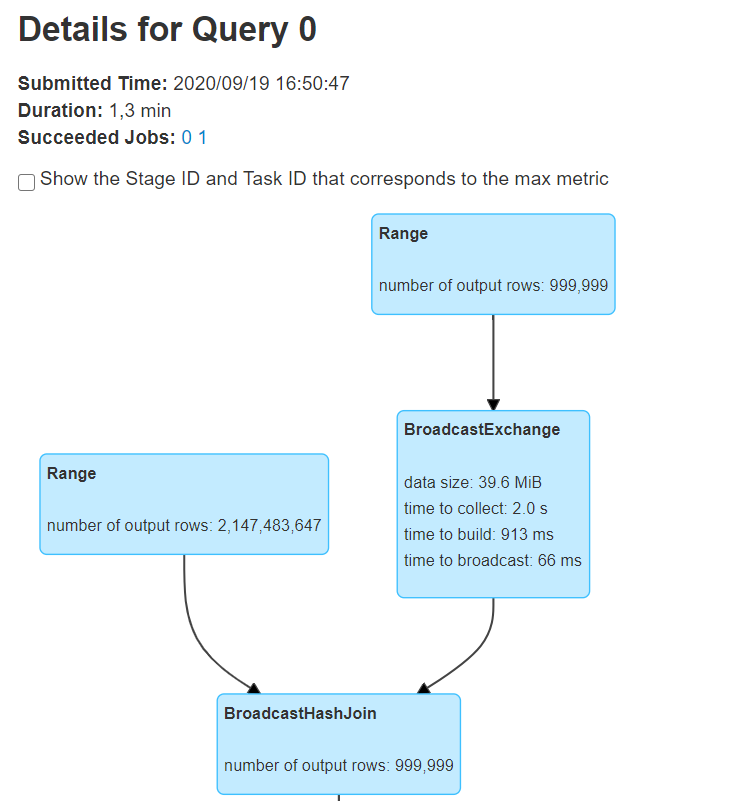 Details for Query 0
Submitted Time: 2020/09/19 16:50:47
Duration: 1,3 min
Succeeded Jobs: 0 1
Show the Stage ID and Task ID that corresponds to the max metric
Range
number of output rows: 999,999
BroadcastExchange
data size: 39.6 MiB
time to collect: 2.0 s
time to build: 913 ms
time to broadcast: 66 ms
Range
number of output rows: 2,147,483,647
BroadcastHashJoin
number of output rows: 999,999